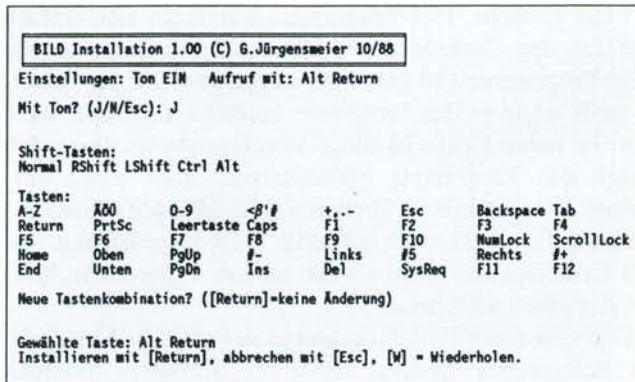 BILD Installation 1.00 (C) G.Jürgensmeier 10/88
Einstellungen: Ton EIN Aufruf mit: Alt Return
Mit Ton? (J/N/Esc): J
Shift-Tasten:
Normal RShift LShift Ctrl Alt
Tasten:
A-Z ÄÖÜ 0-9 <β'# +,.- Esc Backspace Tab
Return PrtSc Leertaste Caps F1 F2 F3 F4
F5 F6 F7 F8 F9 F10 NumLock ScrollLock
Home Oben PgUp #- Links #5 Rechts #+
End Unten PgDn Ins Del SysReq F11 F12
Neue Tastenkombination? ([Return]=keine Änderung)
Gewählte Taste: Alt Return
Installieren mit [Return], abbrechen mit [Esc], [W] = Wiederholen.